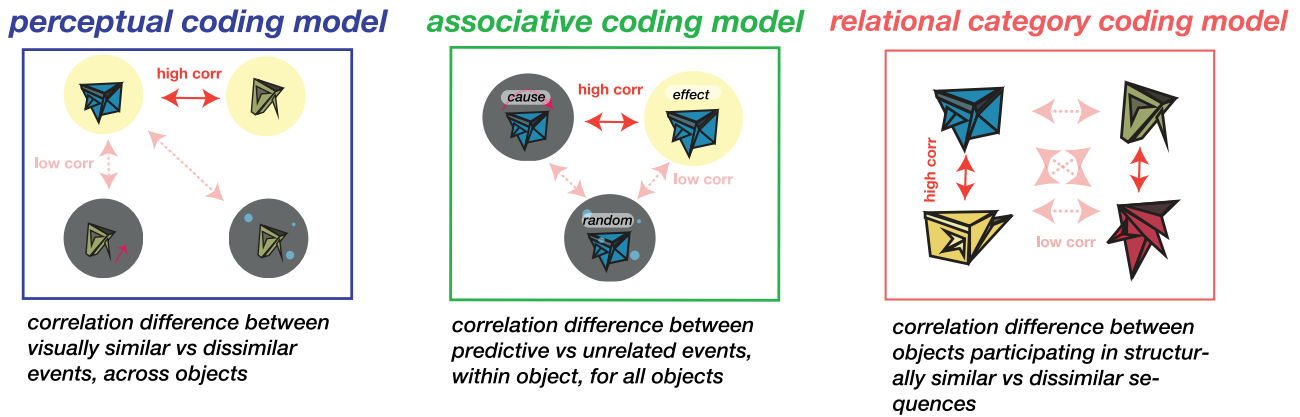 perceptual coding model
high corr
low corr
correlation difference between
visually similar vs dissimilar
events, across objects
associative coding model
cause
high corr
effect
low corr
random
correlation difference between
predictive vs unrelated events,
within object, for all objects
relational category coding model
high corr
low corr
correlation difference between
objects participating in structur-
ally similar vs dissimilar se-
quences